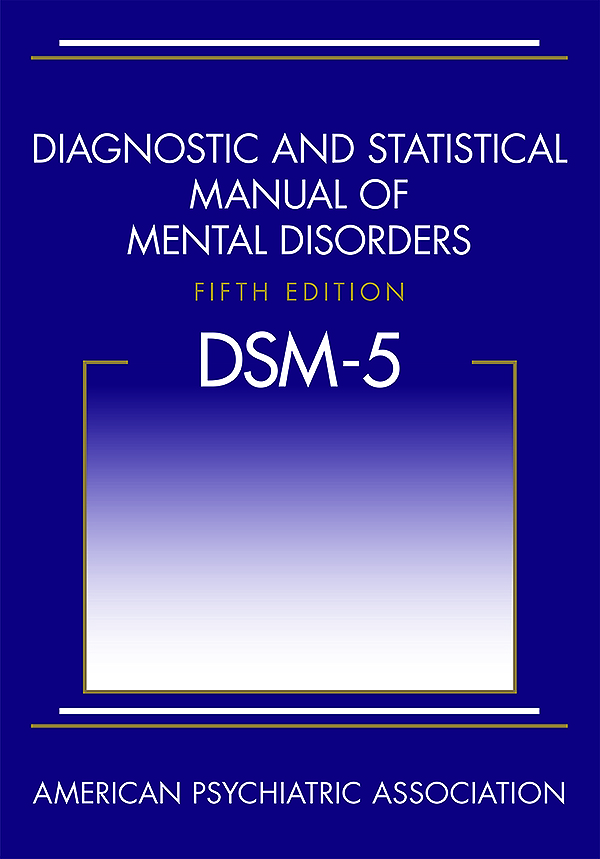 DIAGNOSTIC AND STATISTICAL
MANUAL OF
MENTAL DISORDERS
FIFTH EDITION
DSM-5
AMERICAN PSYCHIATRIC ASSOCIATION